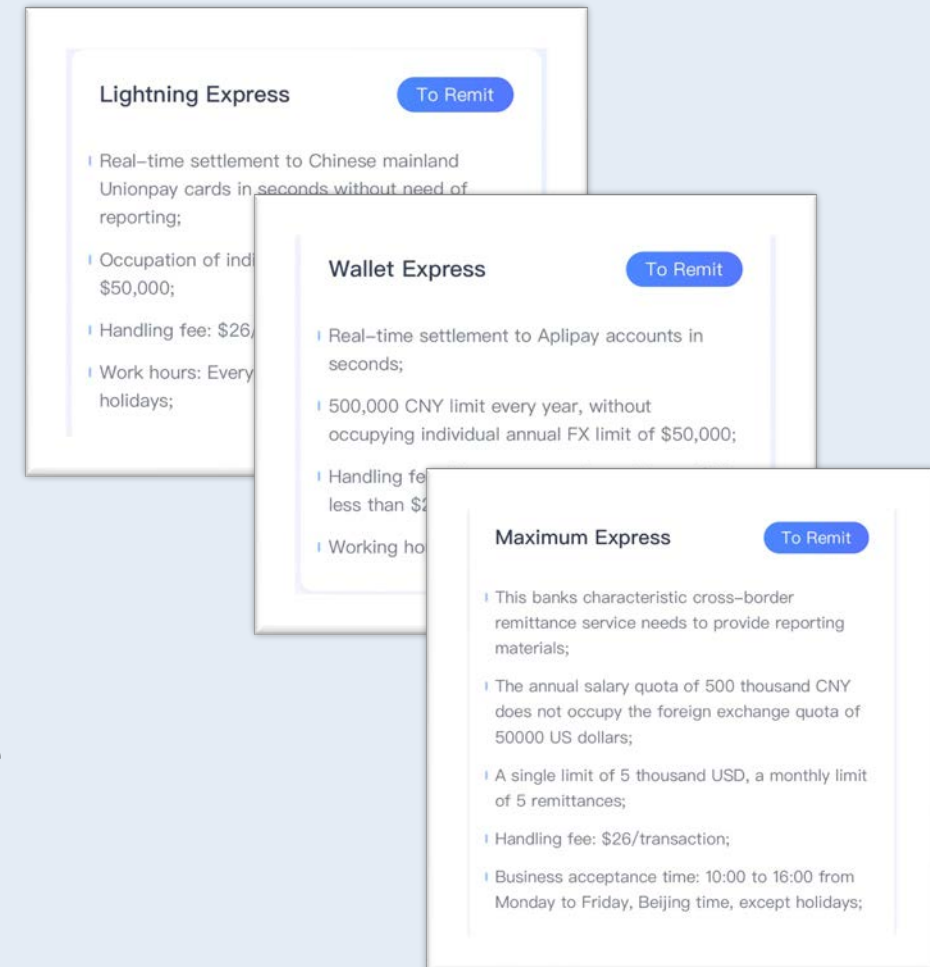 Lightning Express
To Remit
Real-time settlement to Chinese mainland
Unionpay cards in seconds without need of
reporting;
Occupation of indi
$50,000;
Handling fee: $26/
Work hours: Every
holidays;
Wallet Express
To Remit
Real-time settlement to Aplipay accounts in
seconds;
500,000 CNY limit every year, without
occupying individual annual FX limit of $50,000;
Handling fe
less than $2
Working ho
Maximum Express
To Remit
This banks characteristic cross-border
remittance service needs to provide reporting
materials;
The annual salary quota of 500 thousand CNY
does not occupy the foreign exchange quota of
50000 US dollars;
A single limit of 5 thousand USD, a monthly limit
of 5 remittances;
Handling fee: $26/transaction;
Business acceptance time: 10:00 to 16:00 from
Monday to Friday, Beijing time, except holidays;